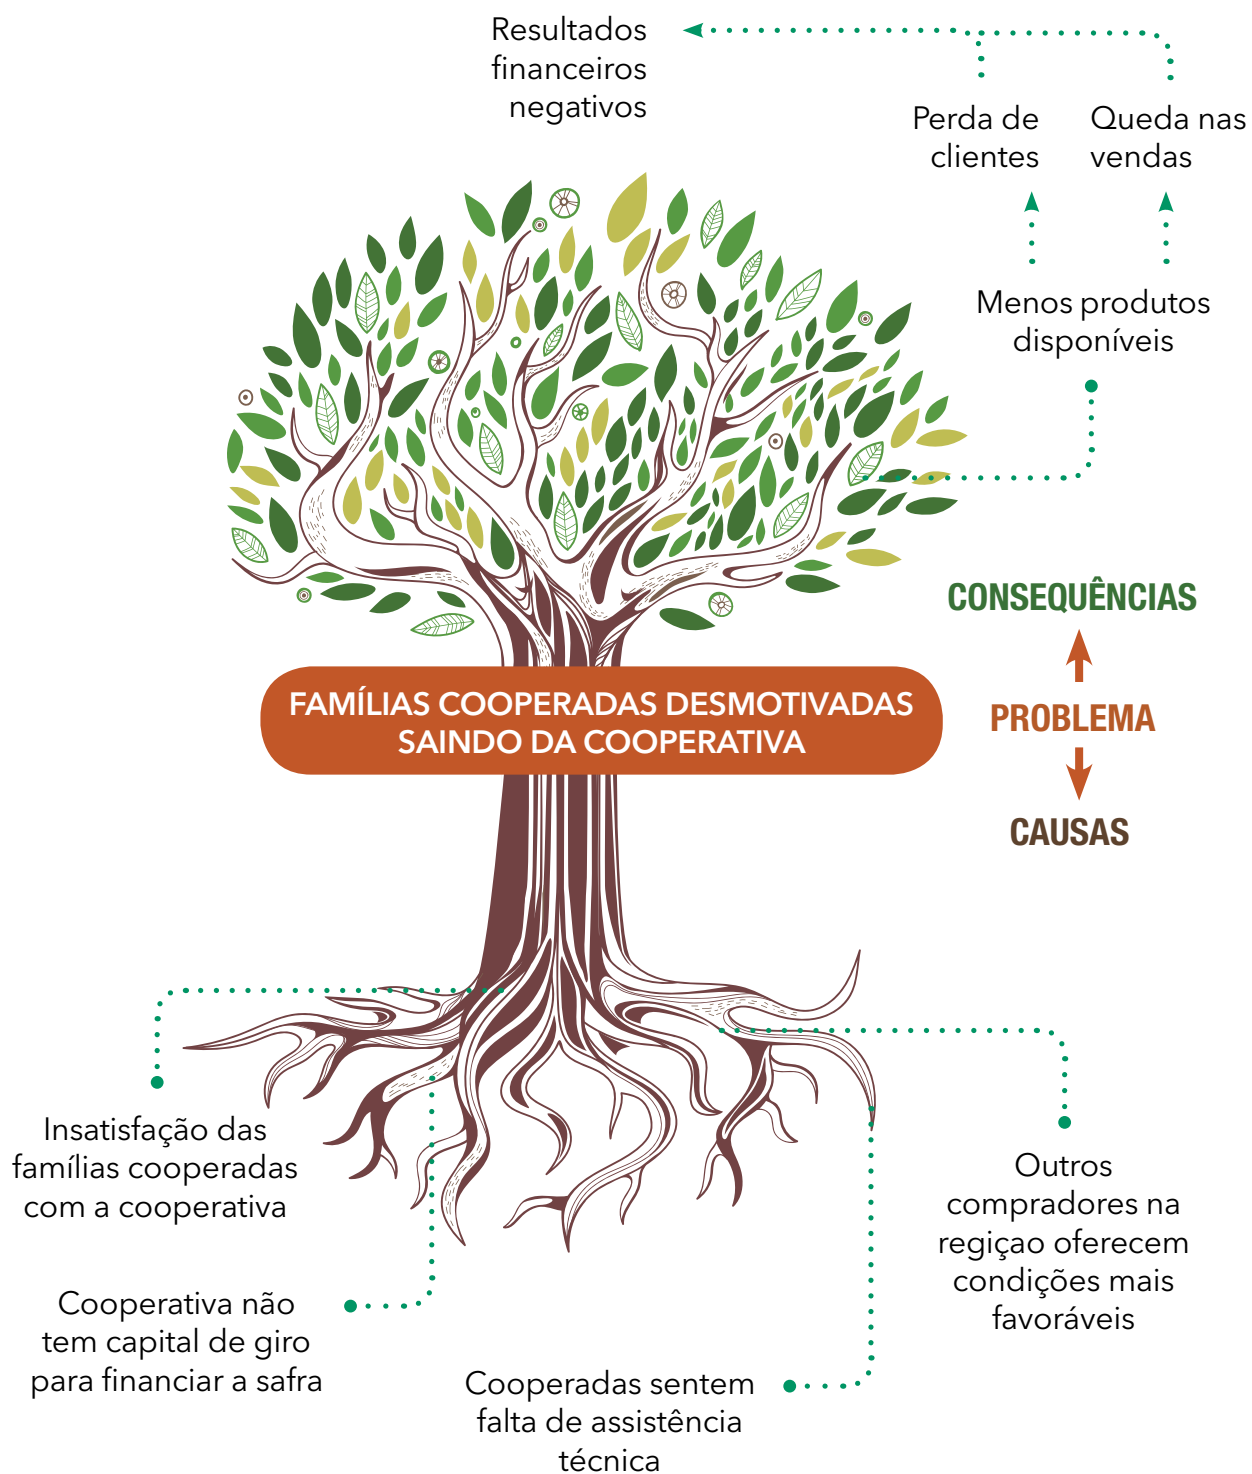 Resultados
financeiros
negativos
Perda de
clientes
Queda nas
vendas
Menos produtos
disponíveis
CONSEQUÊNCIAS
FAMÍLIAS COOPERADAS DESMOTIVADAS
SAINDO DA COOPERATIVA
PROBLEMA
CAUSAS
Insatisfação das
famílias cooperadas
com a cooperativa
Outros
compradores na
regiçao oferecem
condições mais
favoráveis
Cooperativa não
tem capital de giro
para financiar a safra
Cooperadas sentem
falta de assistência
técnica